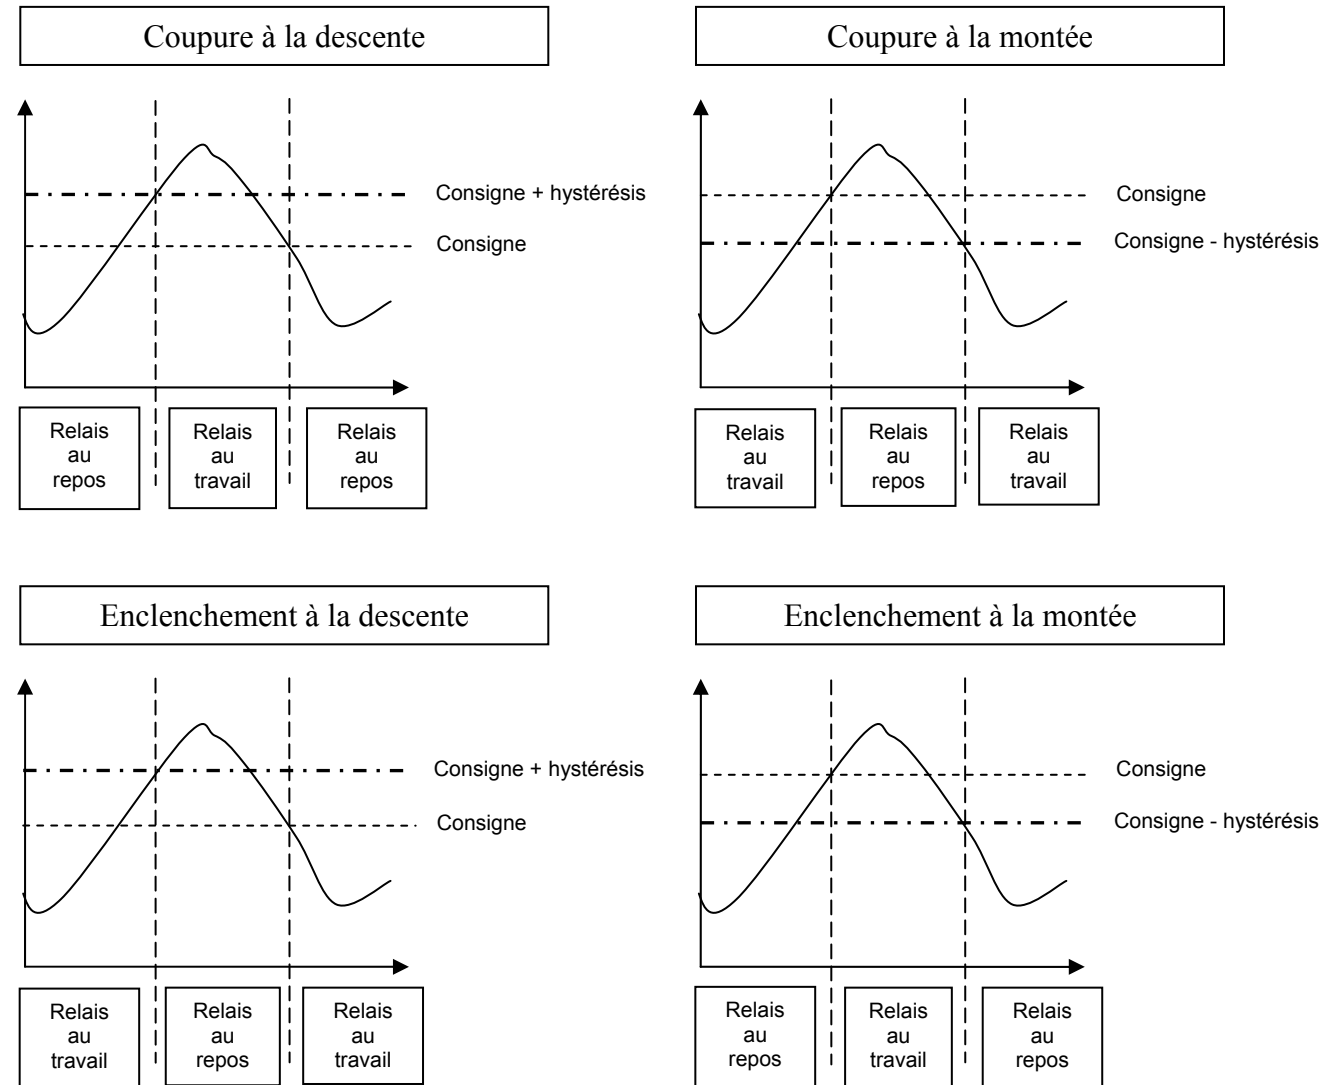 Coupure à la descente
Consigne + hystérésis
Consigne
Relais
au
repos
Relais
au
travail
Relais
au
repos
Coupure à la montée
Consigne
Consigne - hystérésis
Relais
au
travail
Relais
au
repos
Relais
au
travail
Enclenchement à la descente
Consigne + hystérésis
Consigne
Relais
au
travail
Relais
au
repos
Relais
au
travail
Enclenchement à la montée
Consigne
Consigne - hystérésis
Relais
au
repos
Relais
au
travail
Relais
au
repos